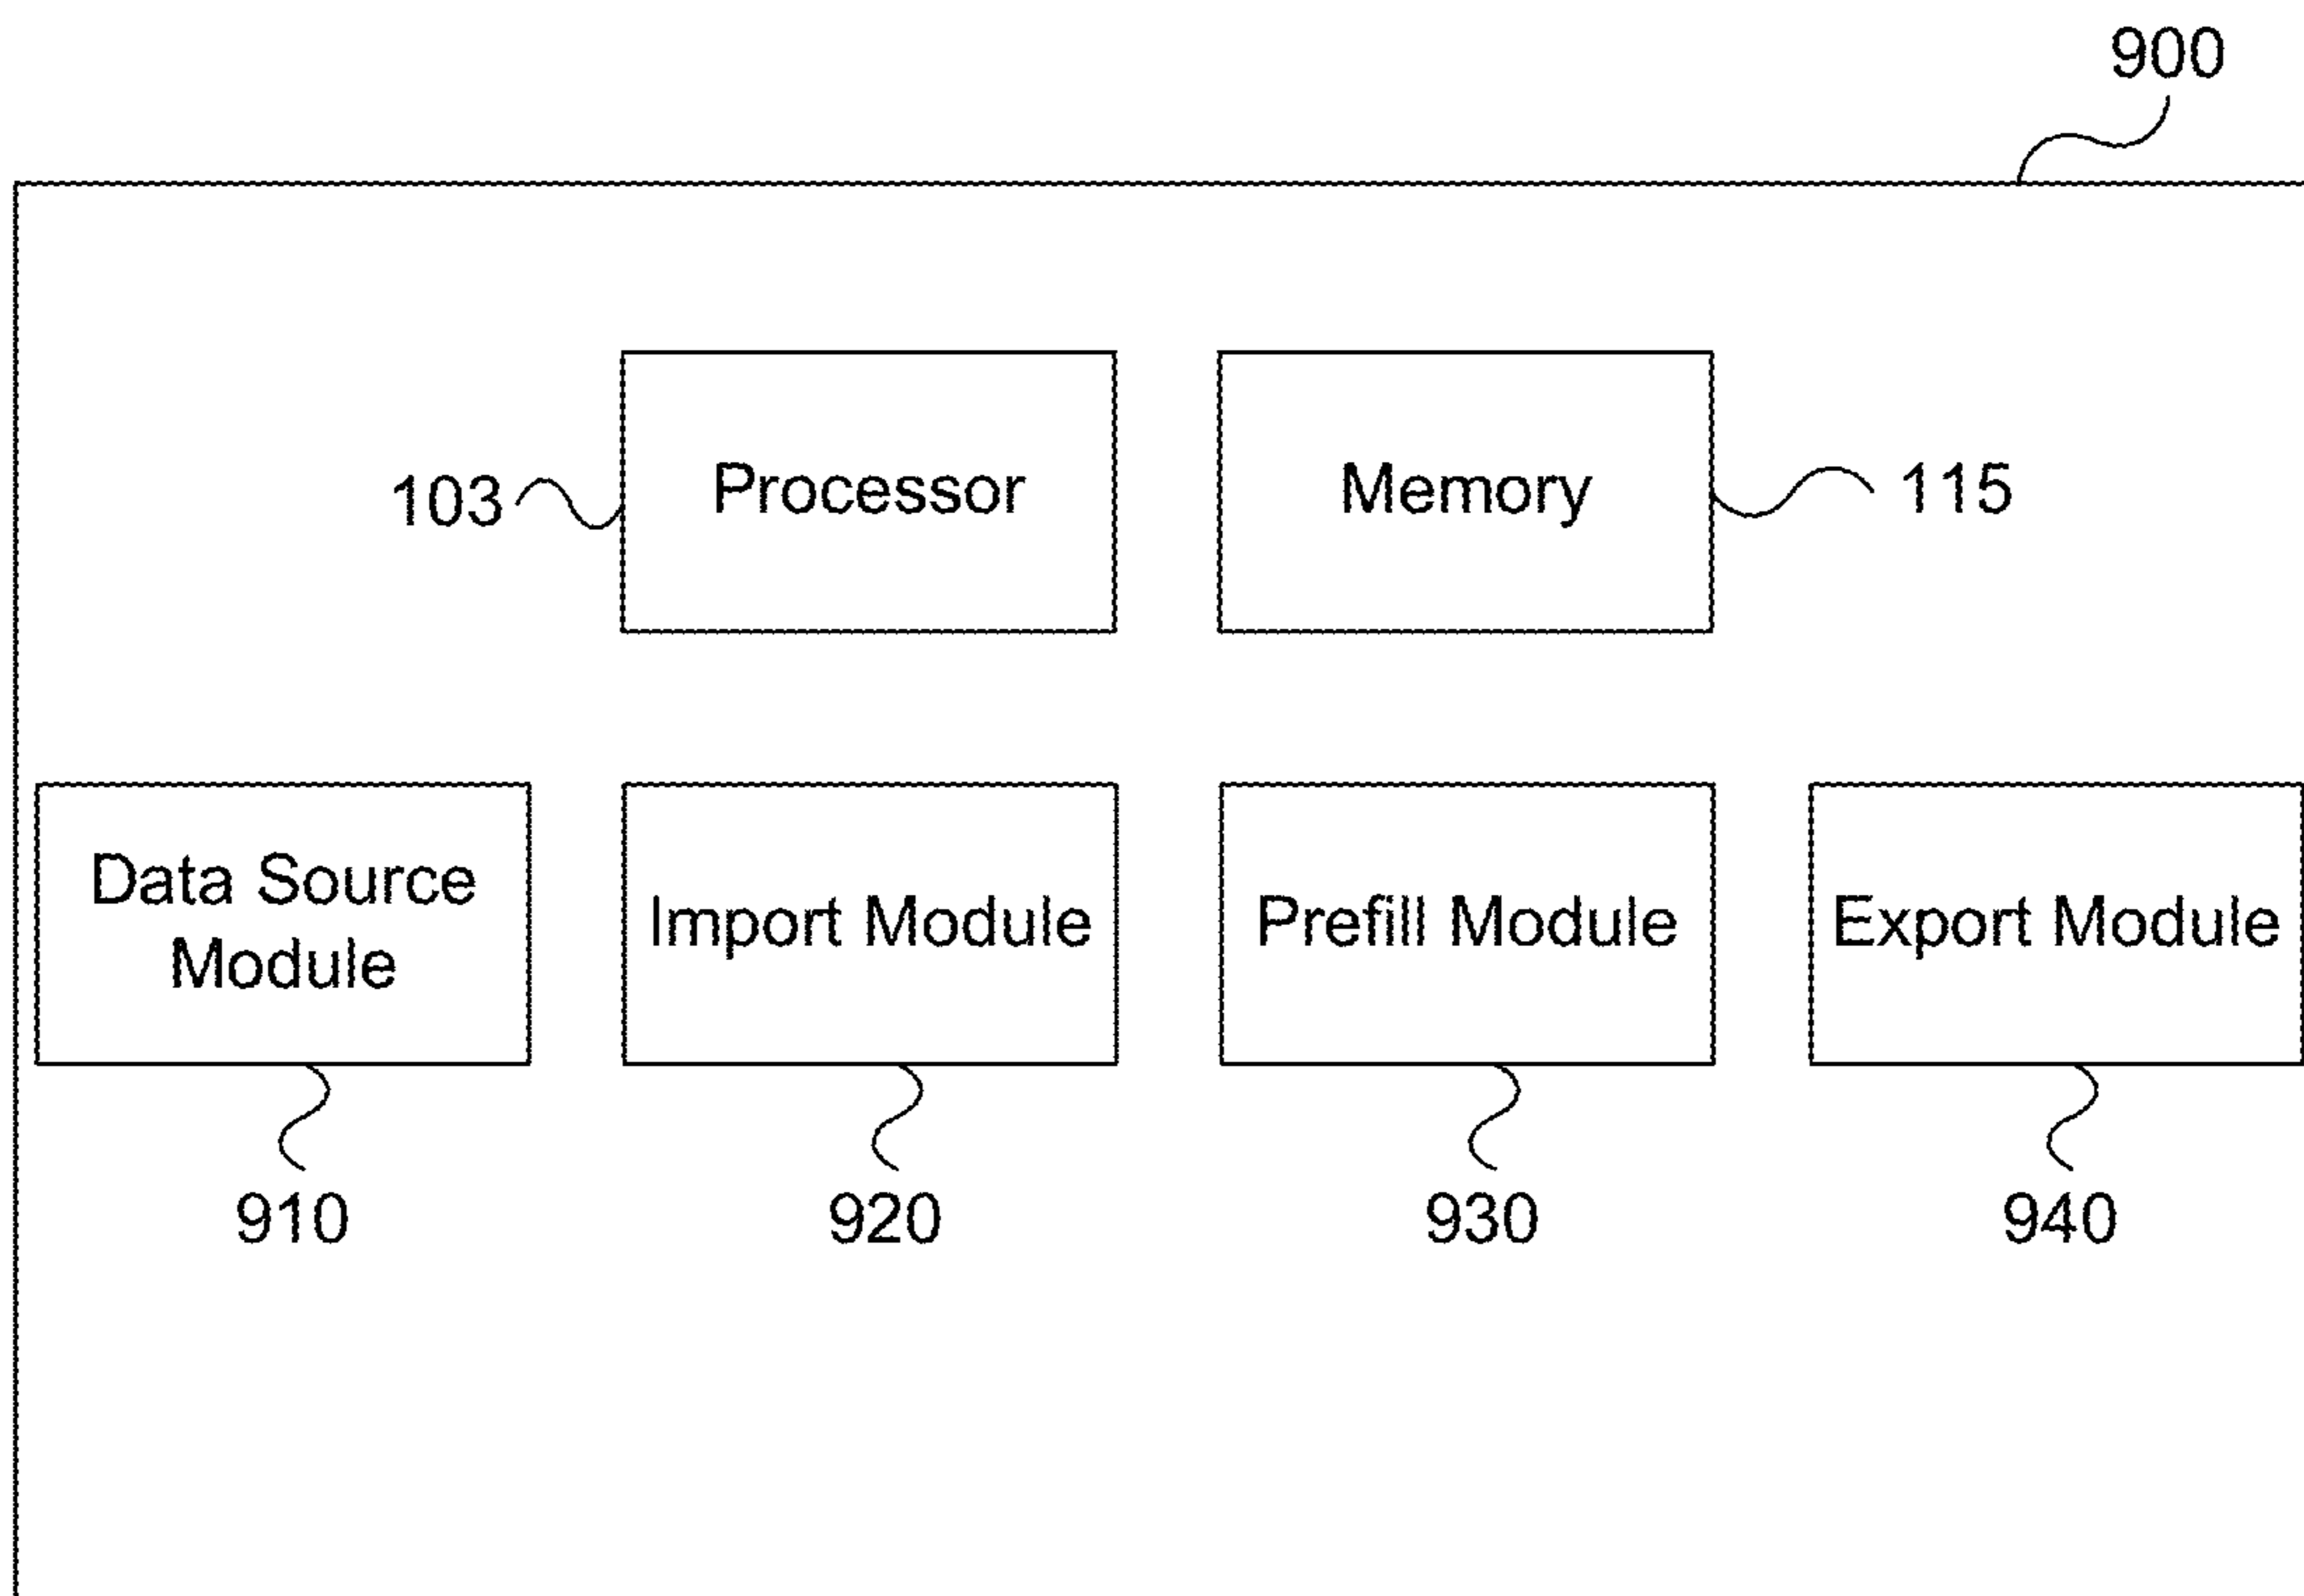 900
Processor
Memory
103
115
Data Source
Module
Import Module
Prefill Module
Export Module
910
920
930
940